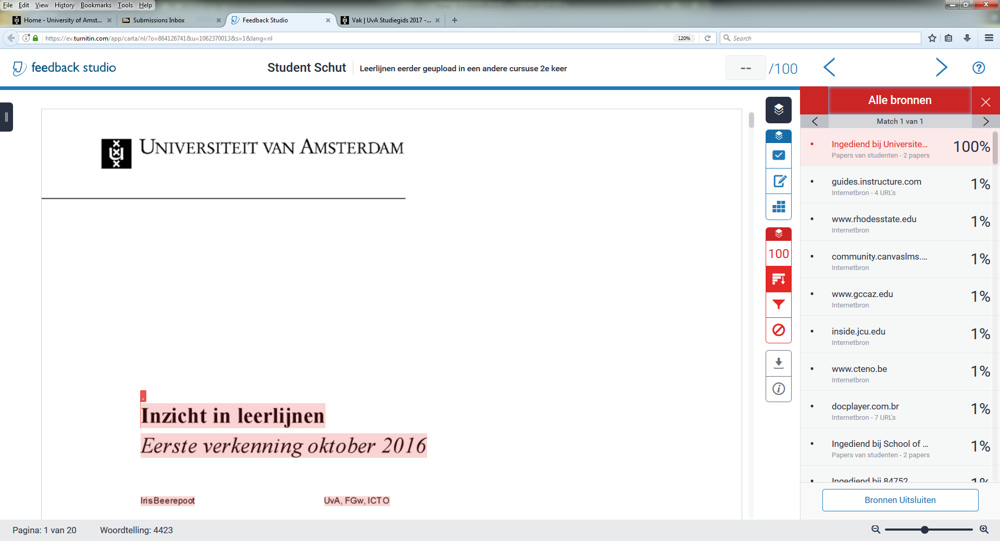 File Edit View History Bookmarks Tools Help
Home - University of Amst...
Submissions Inbox
Feedback Studio
Vak | UvA Studiegids 2017 -...
https://ev.turnitin.com/app/carta/nl/?o=864126741&u=1062370013&s=1&lang=nl
120%
Search
feedback studio
Student Schut
Leerlijnen eerder geupload in een andere cursuse 2e keer
-- /100
Alle bronnen
Match 1 van 1
Ingediend bij Universite... 100%
Papers van studenten - 2 papers
guides.instructure.com 1%
Internetbron - 4 URL's
www.rhodesstate.edu 1%
Internetbron
community.canvaslms.... 1%
Internetbron
www.gccaz.edu 1%
Internetbron
inside.jcu.edu 1%
Internetbron
www.cteno.be 1%
Internetbron
docplayer.com.br 1%
Internetbron - 7 URL's
Ingediend bij School of ... 1%
Papers van studenten - 2 papers
Ingediend bij 84752 1%
Bronnen Uitsluiten
100
UNIVERSITEIT VAN AMSTERDAM
Inzicht in leerlijnen
Eerste verkenning oktober 2016
Iris Beerepoot
UvA, FGw, ICTO
Pagina: 1 van 20
Woordtelling: 4423